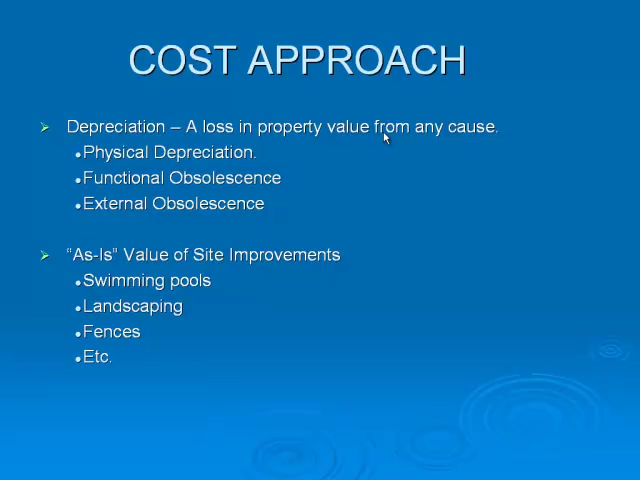 COST APPROACH
Depreciation – A loss in property value from any cause.
Physical Depreciation.
Functional Obsolescence
External Obsolescence
“As-Is” Value of Site Improvements
Swimming pools
Landscaping
Fences
Etc.